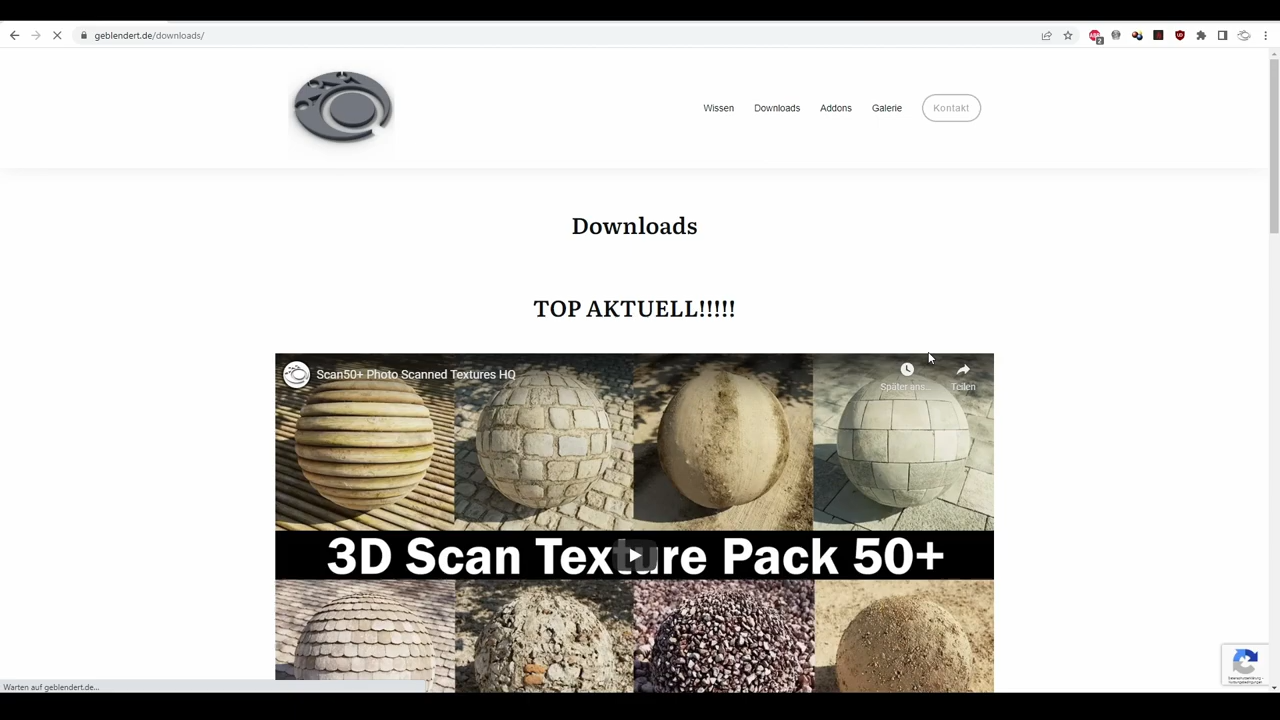 geblendert.de/downloads/
2
Wissen
Downloads
Addons
Galerie
Kontakt
Downloads
TOP AKTUELL!!!!!
Scan50+ Photo Scanned Textures HQ
Später ans...
Teilen
3D Scan Texture Pack 50+
Warten auf geblendert.de...